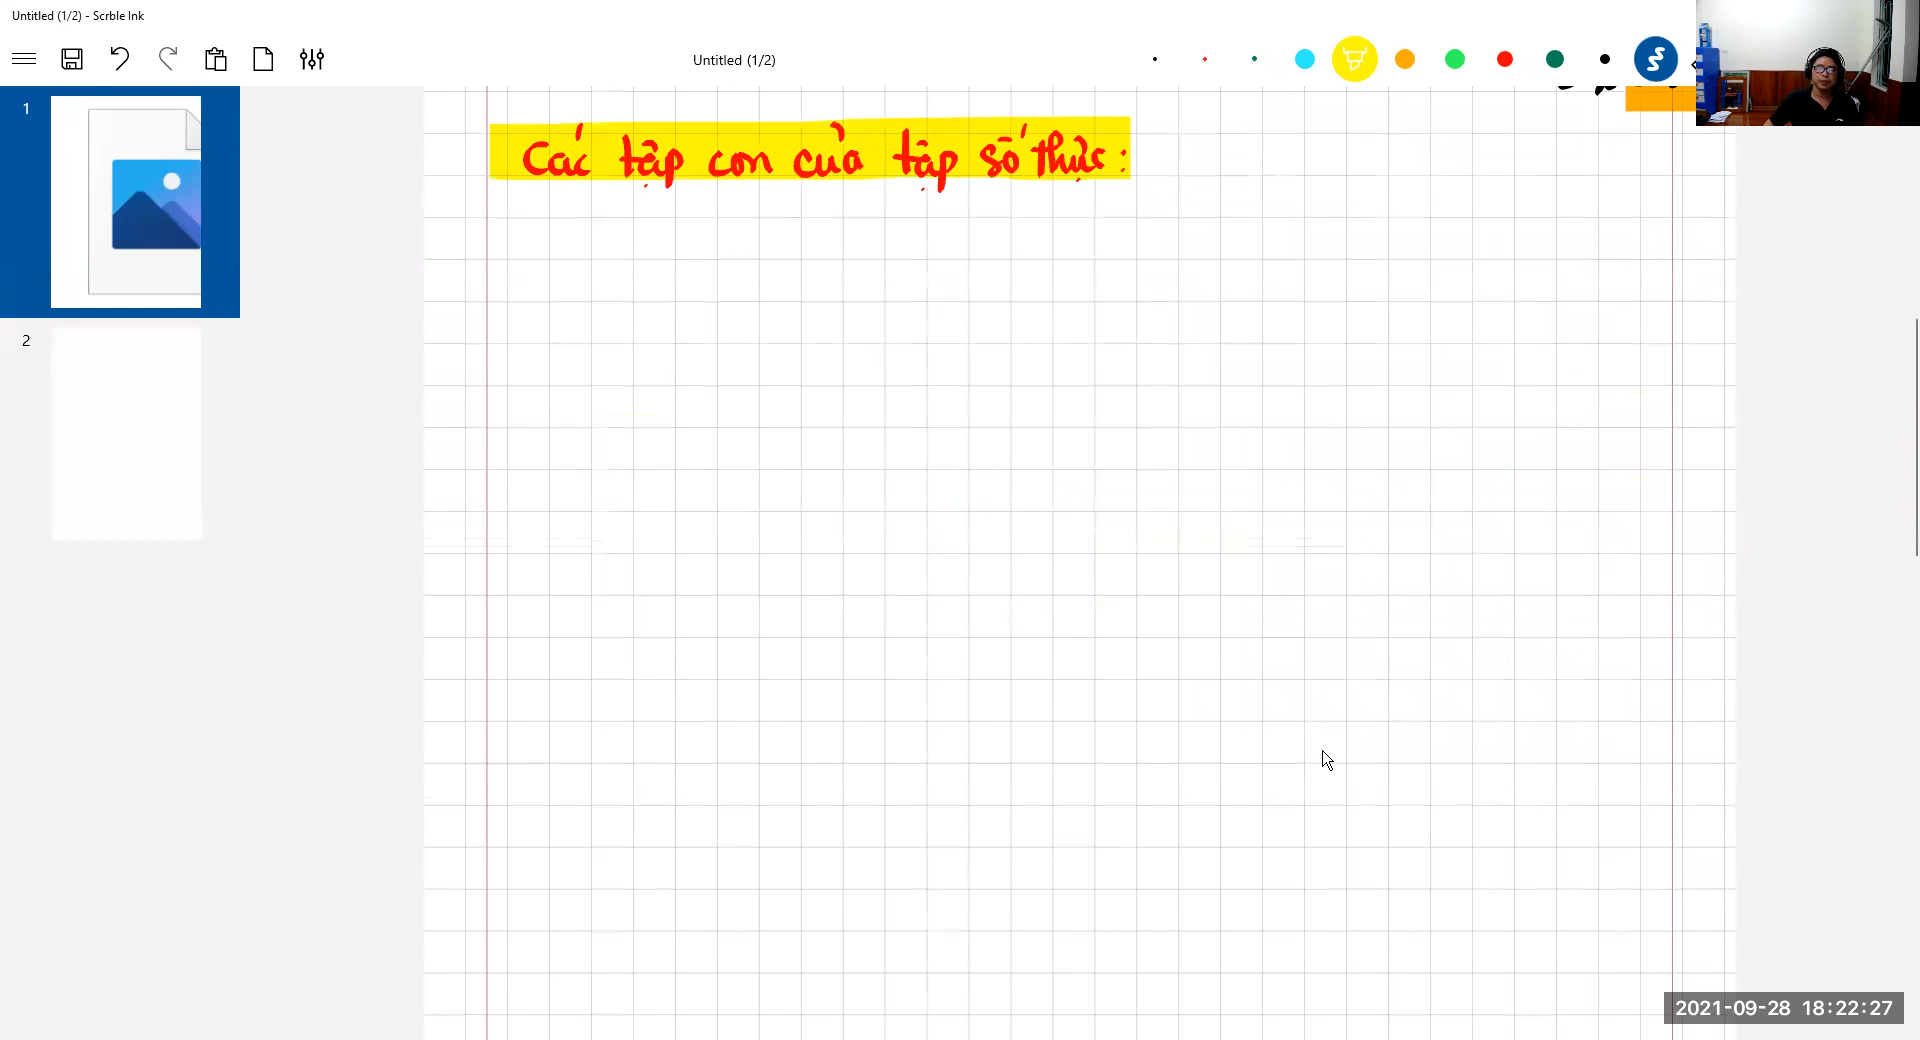 Untitled (1/2) - Scrble Ink
Untitled (1/2)
1
Các tập con của tập số thực:
2
2021-09-28 18:22:27